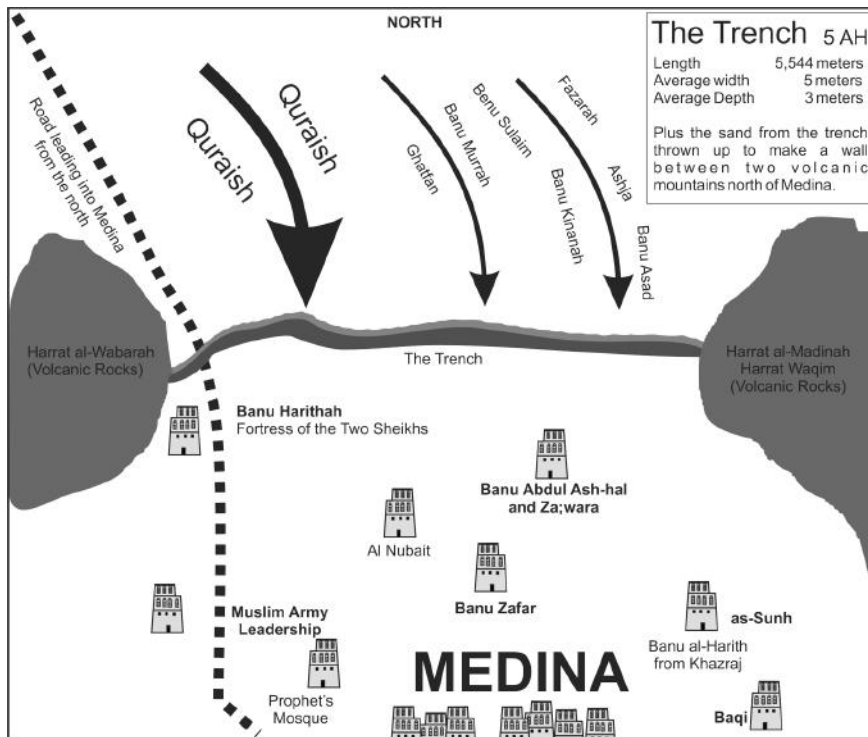 NORTH
The Trench 5 AH
Length 5,544 meters
Average width 5 meters
Average Depth 3 meters
Plus the sand from the trench
thrown up to make a wall
between two volcanic
mountains north of Medina.
Road leading into Medina
from the north
Quraish
Quraish
Ghatfan
Banu Murrah
Benu Sulaim
Fazarah
Banu Kinanah
Ashja
Banu Asad
Harrat al-Wabarah
(Volcanic Rocks)
The Trench
Harrat al-Madinah
Harrat Waqim
(Volcanic Rocks)
Banu Harithah
Fortress of the Two Sheikhs
Banu Abdul Ash-hal
and Za;wara
Al Nubait
Banu Zafar
Muslim Army
Leadership
as-Sunh
Banu al-Harith
from Khazraj
MEDINA
Prophet's
Mosque
Baqi